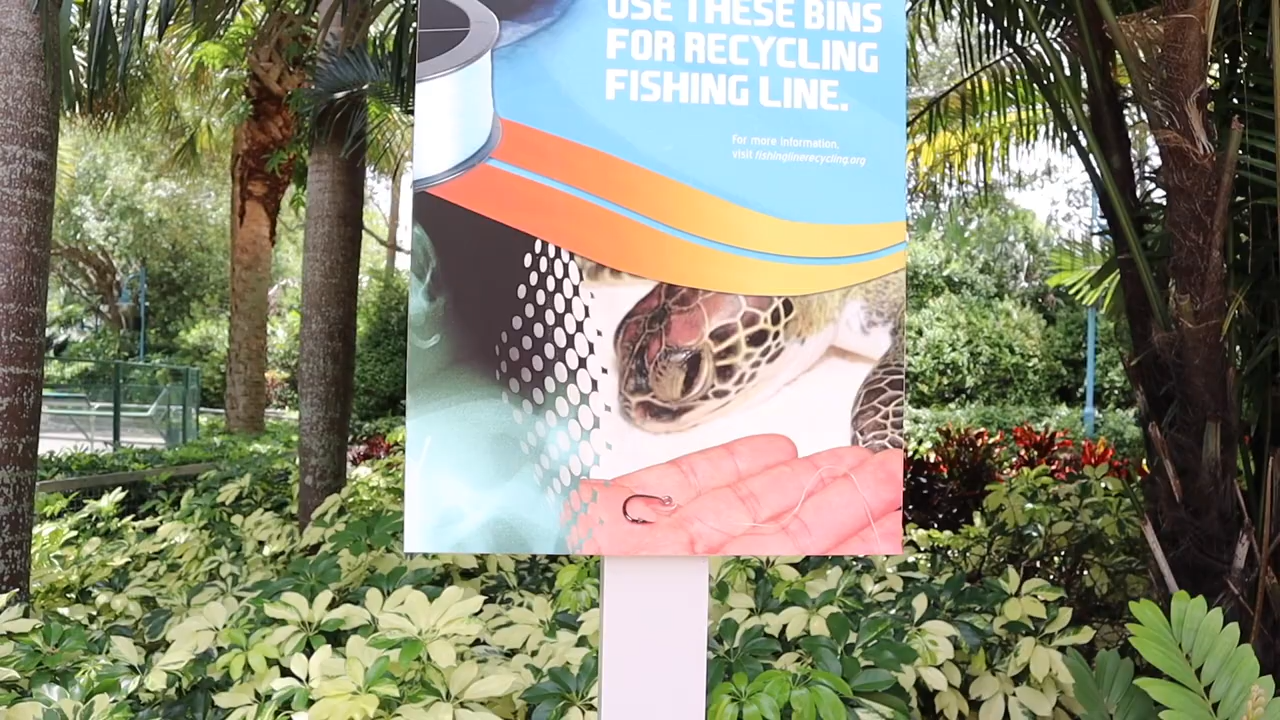 USE THESE BINS
FOR RECYCLING
FISHING LINE.
For more information,
visit fishinglinerecycling.org